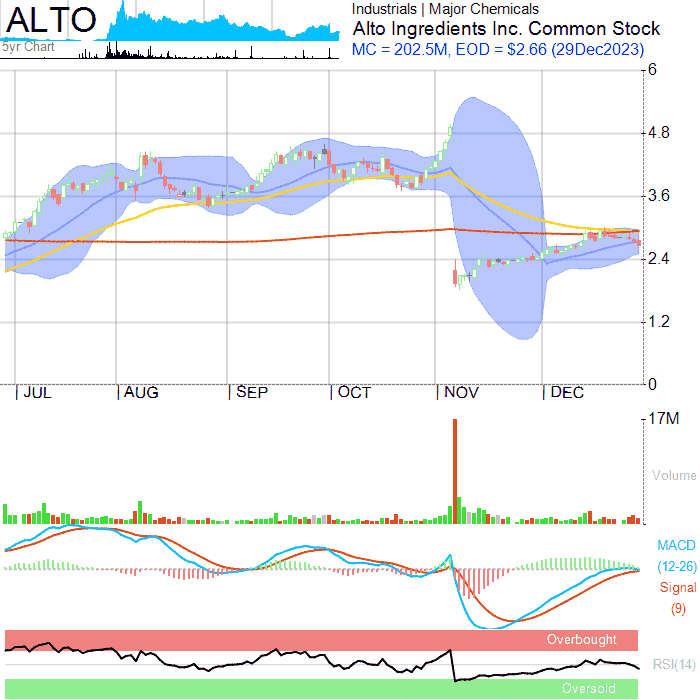 ALTO
5yr Chart
Industrials | Major Chemicals
Alto Ingredients Inc. Common Stock
MC = 202.5M, EOD = $2.66 (29Dec2023)
6
4.8
3.6
2.4
1.2
0
| JUL | AUG | SEP | OCT | NOV | DEC
17M
Volume
MACD
(12-26)
Signal
(9)
Overbought
RSI(14)
Oversold